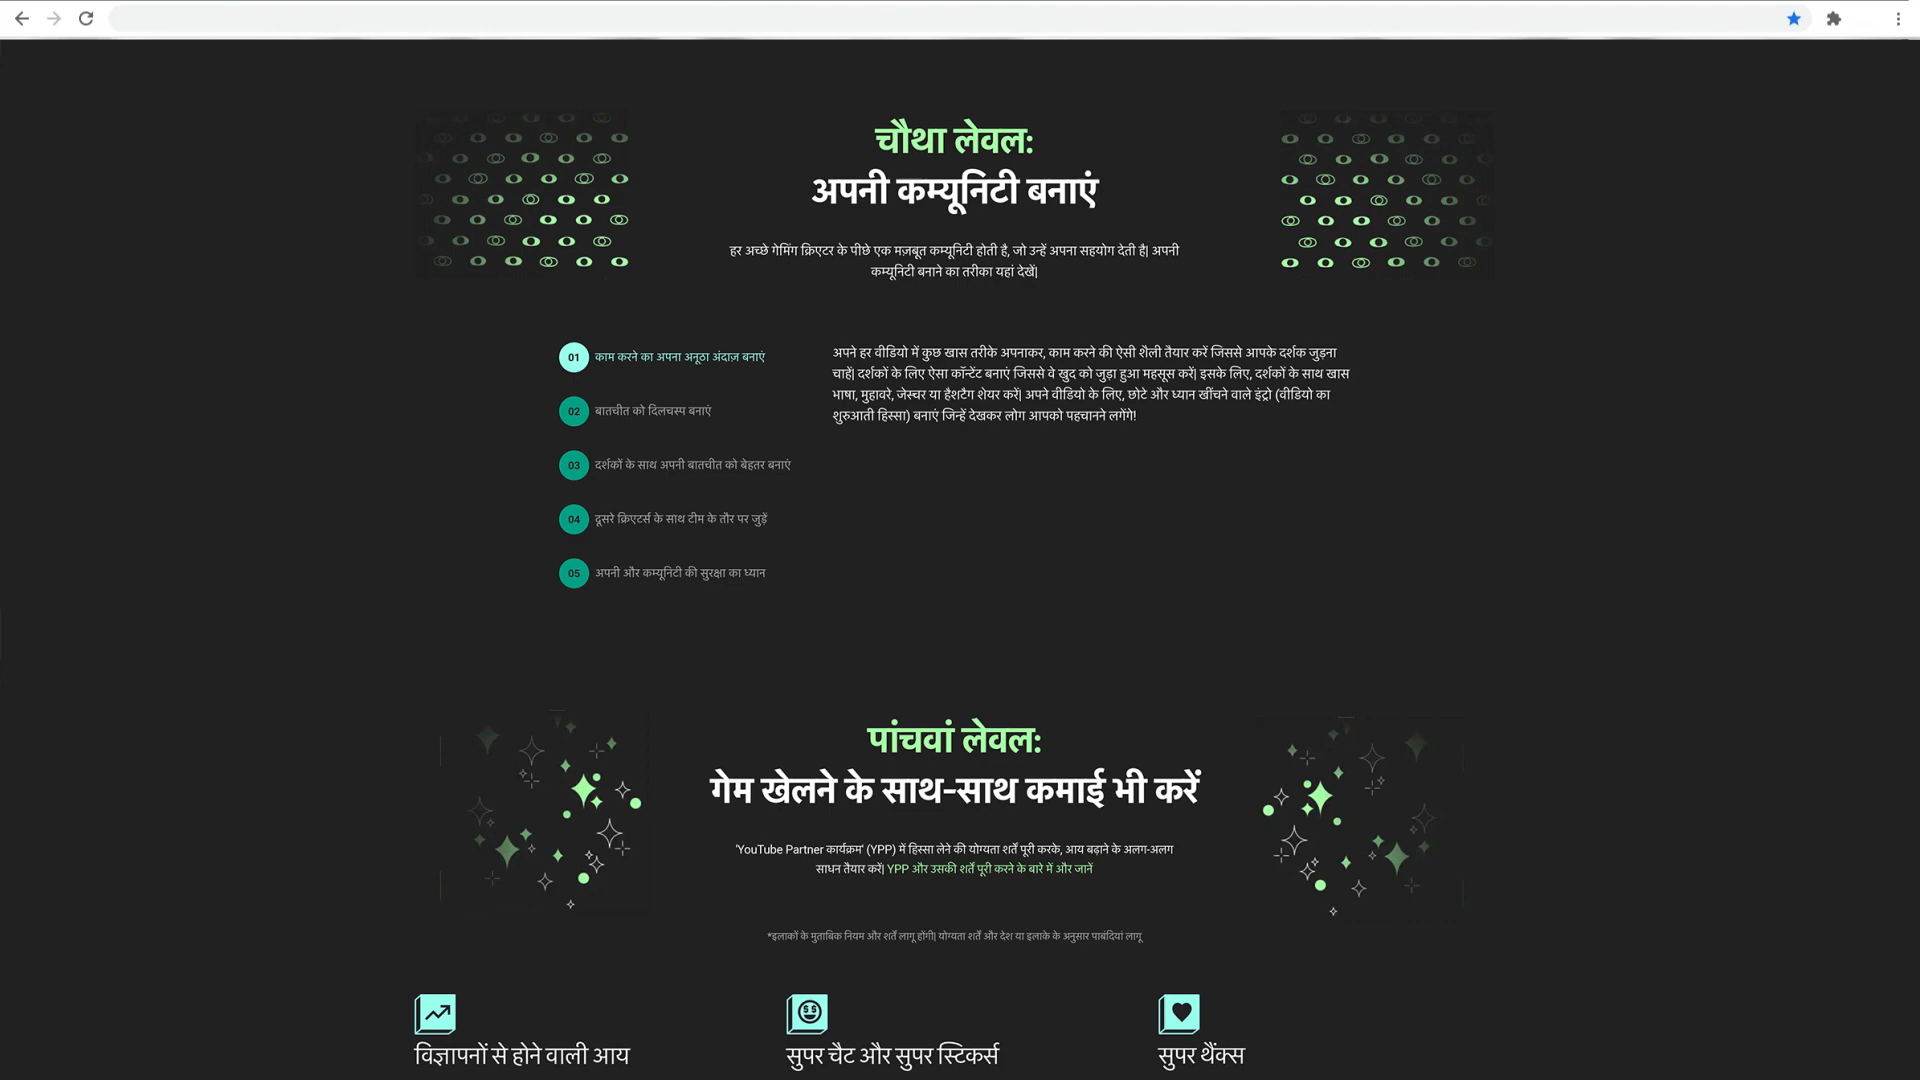 चौथा लेवल:
अपनी कम्यूनिटी बनाएं
हर अच्छे गेमिंग क्रिएटर के पीछे एक मज़बूत कम्यूनिटी होती है, जो उन्हें अपना सहयोग देती है| अपनी
कम्यूनिटी बनाने का तरीका यहां देखें|
01 काम करने का अपना अनूठा अंदाज़ बनाएं
02 बातचीत को दिलचस्प बनाएं
03 दर्शकों के साथ अपनी बातचीत को बेहतर बनाएं
04 दूसरे क्रिएटर्स के साथ टीम के तौर पर जुड़ें
05 अपनी और कम्यूनिटी की सुरक्षा का ध्यान
अपने हर वीडियो में कुछ खास तरीके अपनाकर, काम करने की ऐसी शैली तैयार करें जिससे आपके दर्शक जुड़ना
चाहें| दर्शकों के लिए ऐसा कॉन्टेंट बनाएं जिससे वे खुद को जुड़ा हुआ महसूस करें| इसके लिए, दर्शकों के साथ खास
भाषा, मुहावरे, जेस्चर या हैशटैग शेयर करें| अपने वीडियो के लिए, छोटे और ध्यान खींचने वाले इंट्रो (वीडियो का
शुरुआती हिस्सा) बनाएं जिन्हें देखकर लोग आपको पहचानने लगेंगे!
पांचवां लेवल:
गेम खेलने के साथ-साथ कमाई भी करें
'YouTube Partner कार्यक्रम' (YPP) में हिस्सा लेने की योग्यता शर्तें पूरी करके, आय बढ़ाने के अलग-अलग
साधन तैयार करें| YPP और उसकी शर्तें पूरी करने के बारे में और जानें
*इलाकों के मुताबिक नियम और शर्तें लागू होंगी| योग्यता शर्तें और देश या इलाके के अनुसार पाबंदियां लागू
विज्ञापनों से होने वाली आय
सुपर चैट और सुपर स्टिकर्स
सुपर थैंक्स